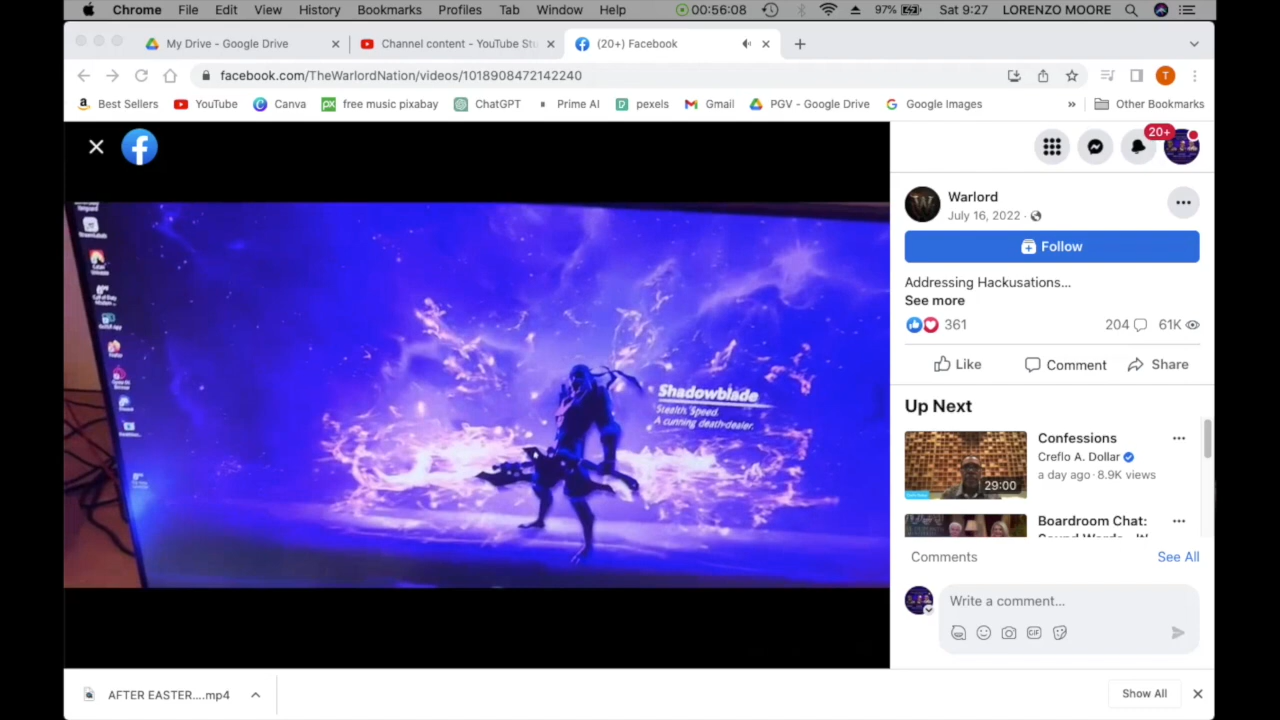 Chrome File Edit View History Bookmarks Profiles Tab Window Help 00:56:08 97% Sat 9:27 LORENZO MOORE
My Drive - Google Drive Channel content - YouTube Stu (20+) Facebook
facebook.com/TheWarlordNation/videos/1018908472142240 T
Best Sellers YouTube Canva free music pixabay ChatGPT Prime AI pexels Gmail PGV - Google Drive Google Images » Other Bookmarks
20+
Warlord
July 16, 2022 ·
Follow
Addressing Hackusations...
See more
361 204 61K
Like Comment Share
Shadowblade
Stealth. Speed.
A cunning death-dealer.
Up Next
Confessions
Creflo A. Dollar
a day ago · 8.9K views
29:00
Boardroom Chat:
Comments See All
Write a comment...
GIF
AFTER EASTER....mp4 Show All